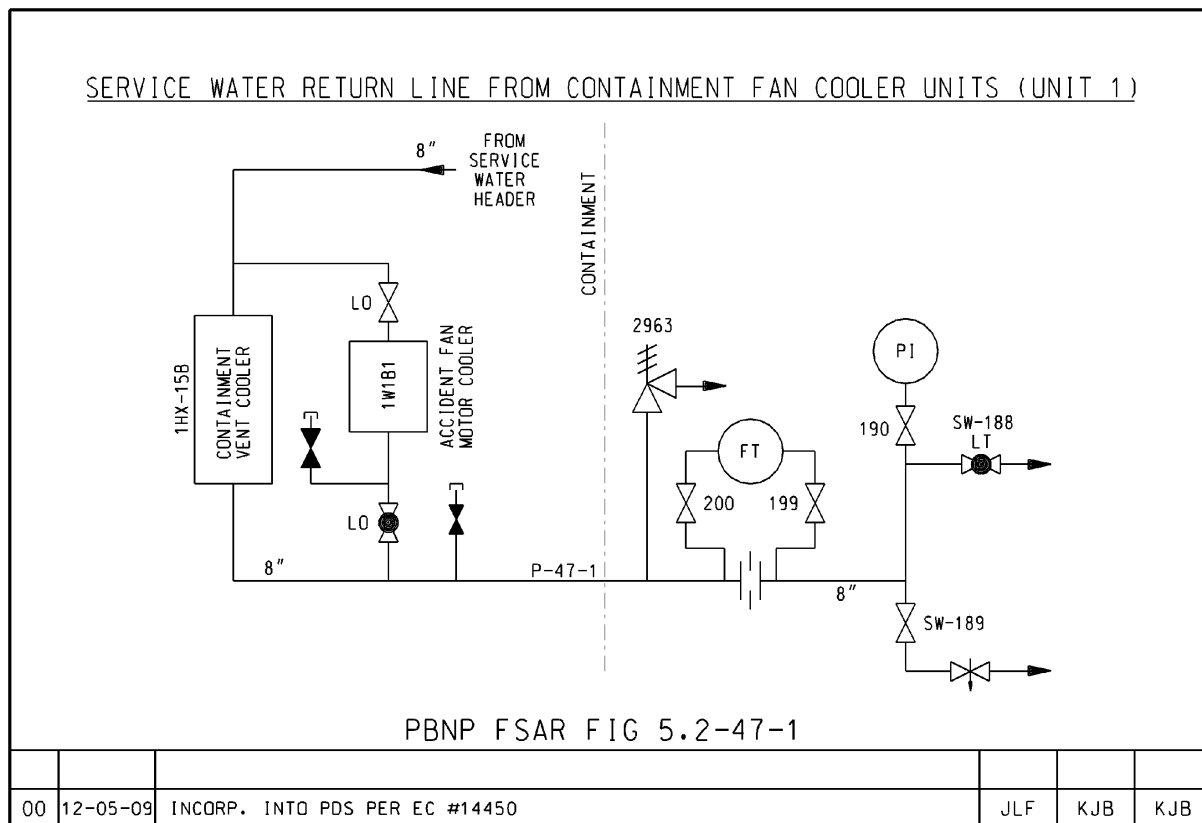 SERVICE WATER RETURN LINE FROM CONTAINMENT FAN COOLER UNITS (UNIT 1)
8"
FROM
SERVICE
WATER
HEADER
CONTAINMENT
LO
1HX-15B
CONTAINMENT
VENT COOLER
1W1B1
ACCIDENT FAN
MOTOR COOLER
LO
8"
P-47-1
2963
FT
200
199
PI
190
SW-188
LT
8"
SW-189
PBNP FSAR FIG 5.2-47-1
00 12-05-09 INCORP. INTO PDS PER EC #14450 JLF KJB KJB